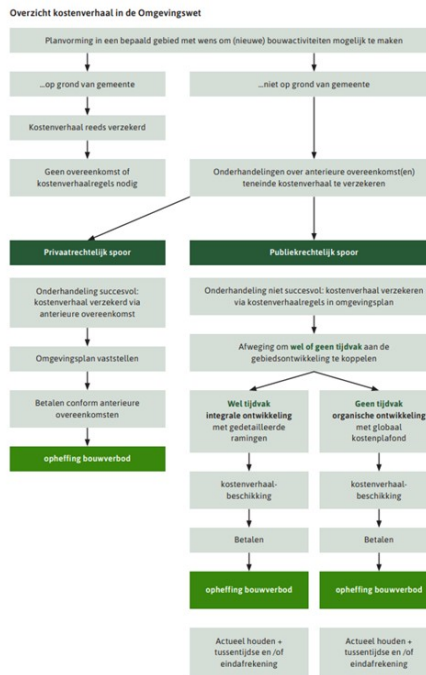 Overzicht kostenverhaal in de Omgevingswet
Planvorming in een bepaald gebied met wens om (nieuwe) bouwactiviteiten mogelijk te maken
...op grond van gemeente
...niet op grond van gemeente
Kostenverhaal reeds verzekerd
Geen overeenkomst of
kostenverhaalregels nodig
Onderhandelingen over anterieure overeenkomst(en)
teneinde kostenverhaal te verzekeren
Privaatrechtelijk spoor
Publiekrechtelijk spoor
Onderhandeling succesvol:
kostenverhaal verzekerd via
anterieure overeenkomst
Onderhandeling niet succesvol: kostenverhaal verzekeren
via kostenverhaalregels in omgevingsplan
Omgevingsplan vaststellen
Afweging om wel of geen tijdvak aan de
gebiedsontwikkeling te koppelen
Betalen conform anterieure
overeenkomsten
Wel tijdvak
integrale ontwikkeling
met gedetailleerde
ramingen
Geen tijdvak
organische ontwikkeling
met globaal
kostenplafond
opheffing bouwverbod
kostenverhaal-
beschikking
kostenverhaal-
beschikking
Betalen
Betalen
opheffing bouwverbod
opheffing bouwverbod
Actueel houden +
tussentijdse en /of
eindafrekening
Actueel houden +
tussentijdse en /of
eindafrekening